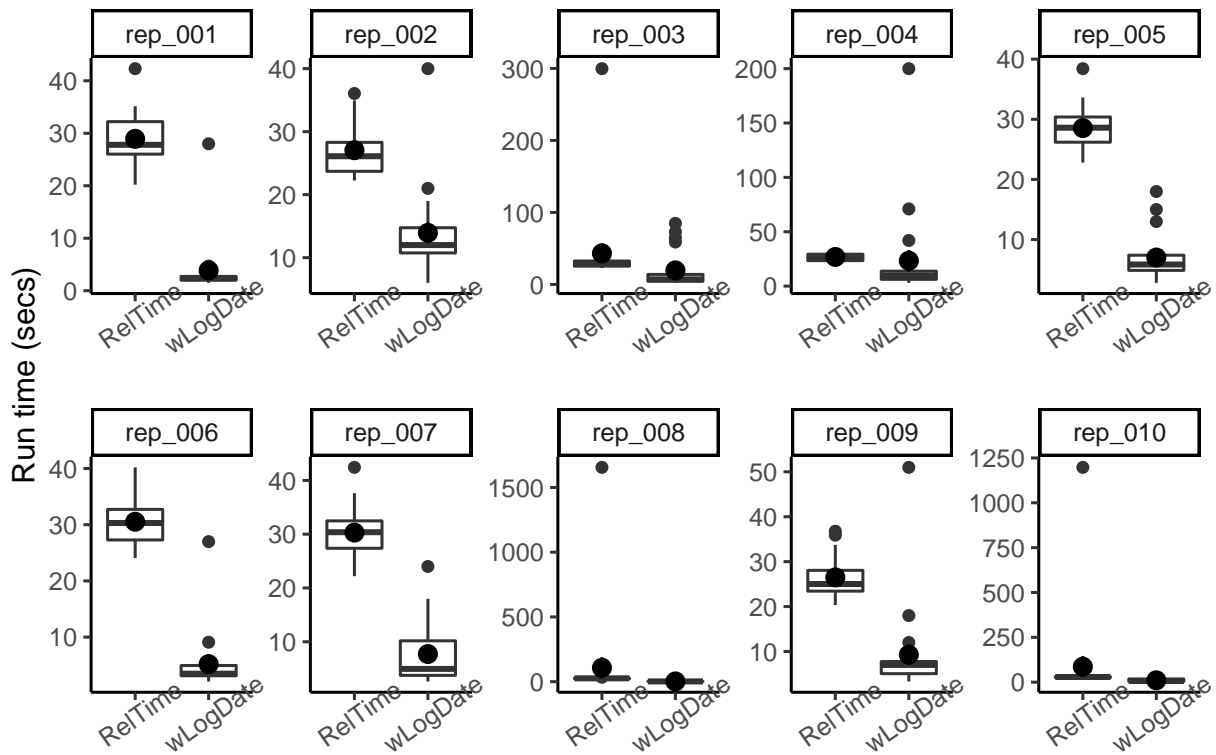 rep_001 rep_002 rep_003 rep_004 rep_005
40 30 20 10 0
40 30 20 10
300 200 100 0
200 150 100 50 0
40 30 20 10
RelTime wLogDate RelTime wLogDate RelTime wLogDate RelTime wLogDate RelTime wLogDate
Run time (secs)
rep_006 rep_007 rep_008 rep_009 rep_010
40 30 20 10
40 30 20 10
1500 1000 500 0
50 40 30 20 10
1250 1000 750 500 250 0
RelTime wLogDate RelTime wLogDate RelTime wLogDate RelTime wLogDate RelTime wLogDate